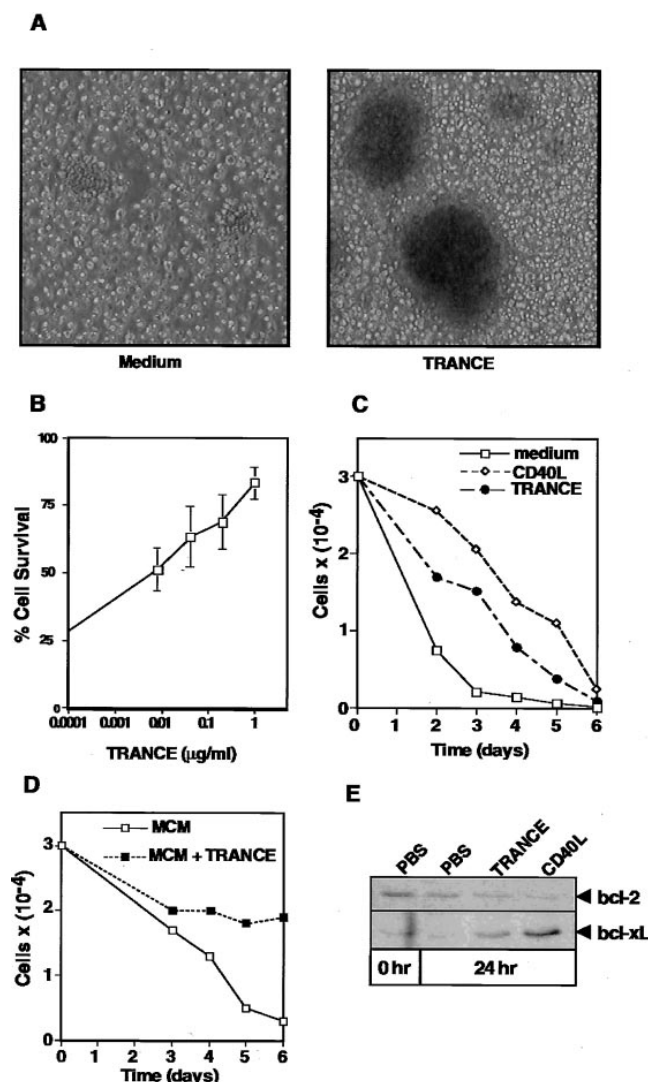 A
Medium
TRANCE
B
100
75
50
25
0
% Cell Survival
0.0001 0.001 0.01 0.1 1
TRANCE (μg/ml)
C
medium
CD40L
TRANCE
3
2
1
0
Cells x (10⁻⁴)
0 1 2 3 4 5 6
Time (days)
D
MCM
MCM + TRANCE
3
2
1
0
Cells x (10⁻⁴)
0 1 2 3 4 5 6
Time (days)
E
PBS PBS TRANCE CD40L
bcl-2
bcl-xL
0 hr 24 hr